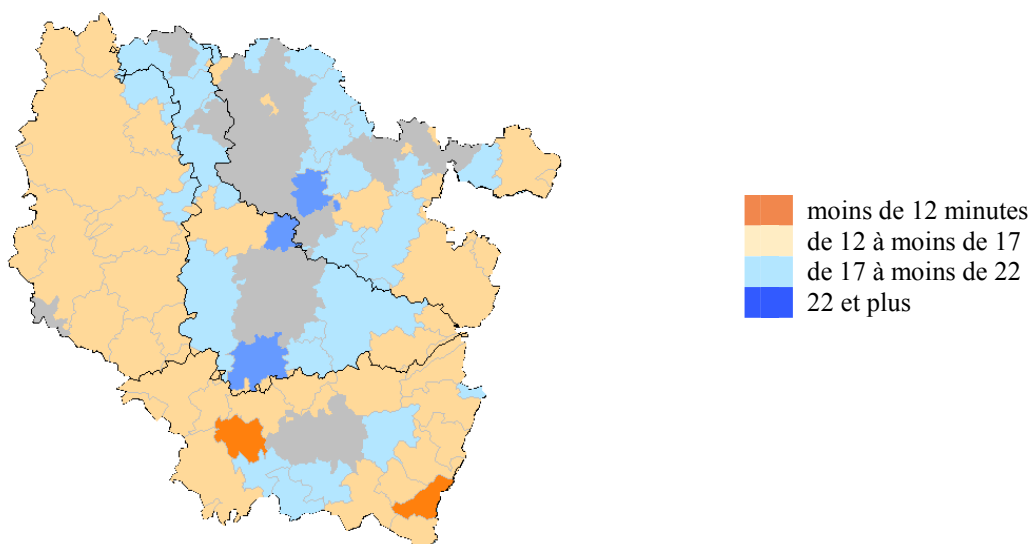 moins de 12 minutes
de 12 à moins de 17
de 17 à moins de 22
22 et plus